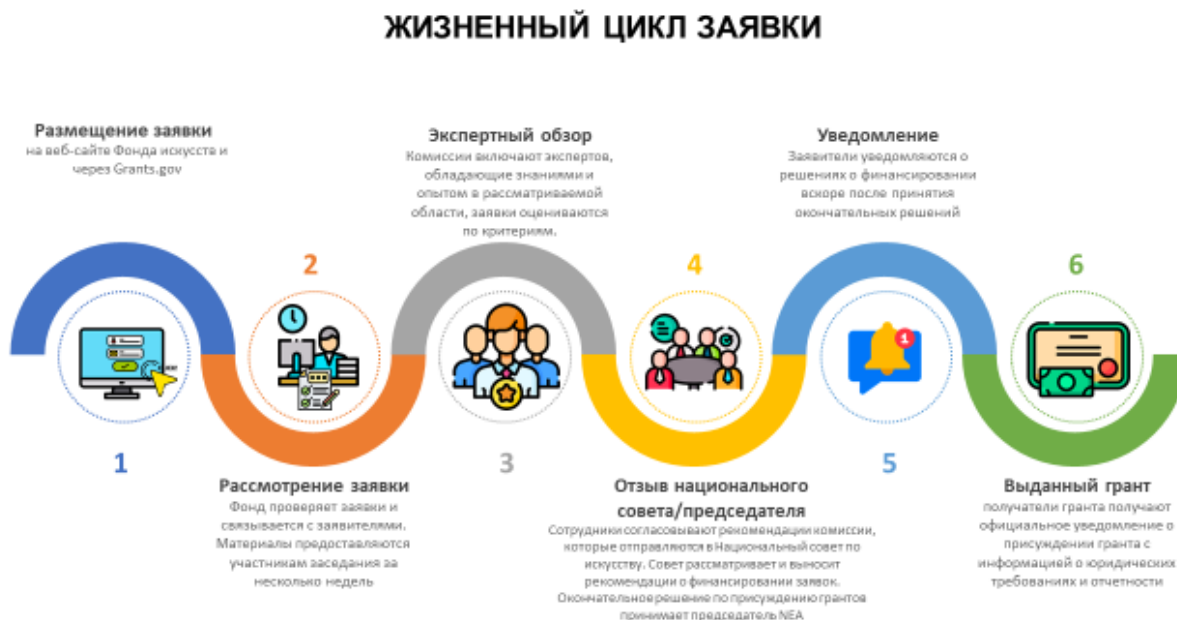 ЖИЗНЕННЫЙ ЦИКЛ ЗАЯВКИ
Размещение заявки
на веб-сайте Фонда искусств и
через Grants.gov
1
2
Рассмотрение заявки
Фонд проверяет заявки и
связывается с заявителями.
Материалы предоставляются
участникам заседания за
несколько недель
Экспертный обзор
Комиссии включают экспертов,
обладающие знаниями и
опытом в рассматриваемой
области, заявки оцениваются
по критериям.
3
4
Отзыв национального
совета/председателя
Сотрудники согласовывают рекомендации комиссии,
которые отправляются в Национальный совет по
искусству. Совет рассматривает и выносит
рекомендации о финансировании заявок.
Окончательное решение по присуждению грантов
принимает председатель NEA
Уведомление
Заявители уведомляются о
решениях о финансировании
вскоре после принятия
окончательных решений
1
5
6
Выданный грант
получатели гранта получают
официальное уведомление о
присуждении гранта с
информацией о юридических
требованиях и отчетности